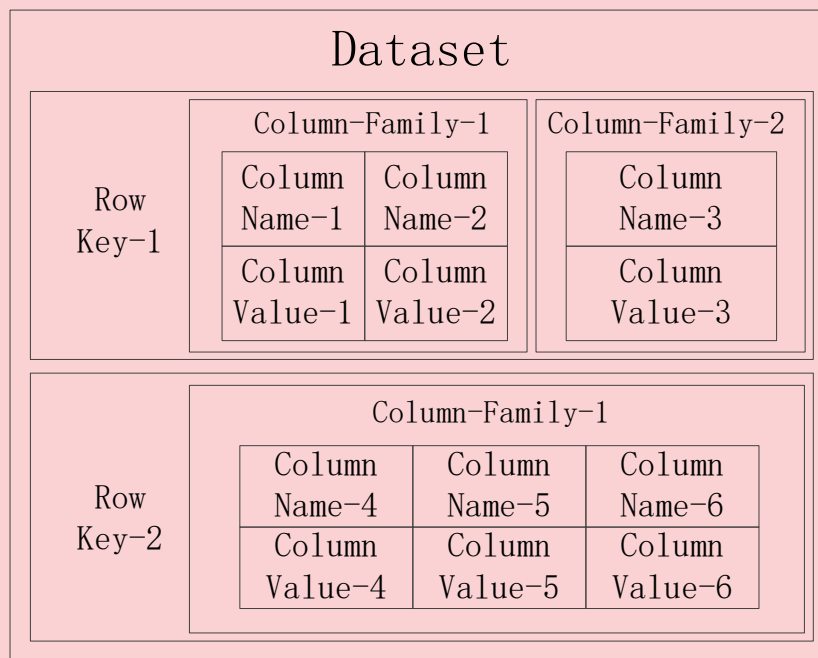 Dataset
Column-Family-1
Column-Family-2
Row
Key-1
Column Column
Name-1 Name-2
Column
Name-3
Column Column
Value-1 Value-2
Column
Value-3
Column-Family-1
Row
Key-2
Column Column Column
Name-4 Name-5 Name-6
Column Column Column
Value-4 Value-5 Value-6